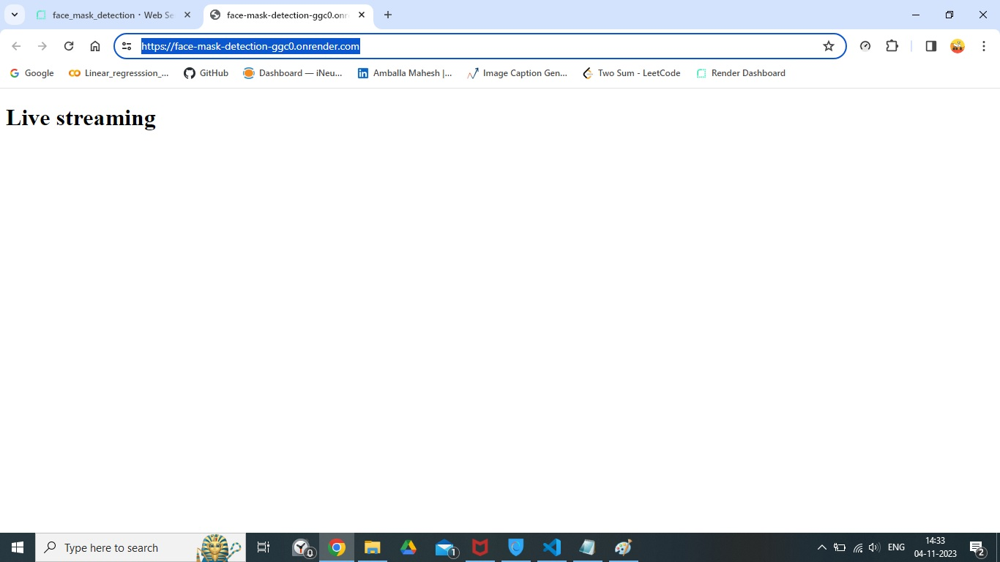 face_mask_detection · Web Se
face-mask-detection-ggc0.onr
https://face-mask-detection-ggc0.onrender.com
Google
Linear_regresssion_...
GitHub
Dashboard — iNeu...
Amballa Mahesh |...
Image Caption Gen...
Two Sum - LeetCode
Render Dashboard
Live streaming
Type here to search
0
1
ENG
14:33
04-11-2023
2